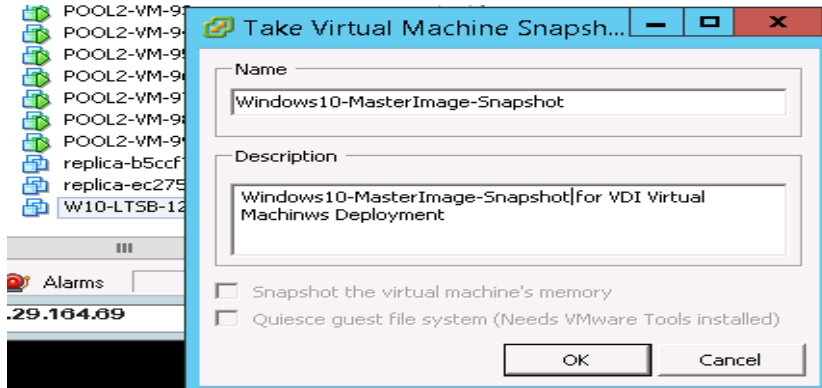 POOL2-VM-93
POOL2-VM-9
POOL2-VM-9
POOL2-VM-9
POOL2-VM-9
POOL2-VM-9
POOL2-VM-9
replica-b5ccf
replica-ec275
W10-LTSB-12
Alarms
.29.164.69
Take Virtual Machine Snapsh...
Name
Windows10-MasterImage-Snapshot
Description
Windows10-MasterImage-Snapshot for VDI Virtual
Machinws Deployment
Snapshot the virtual machine's memory
Quiesce guest file system (Needs VMware Tools installed)
OK
Cancel